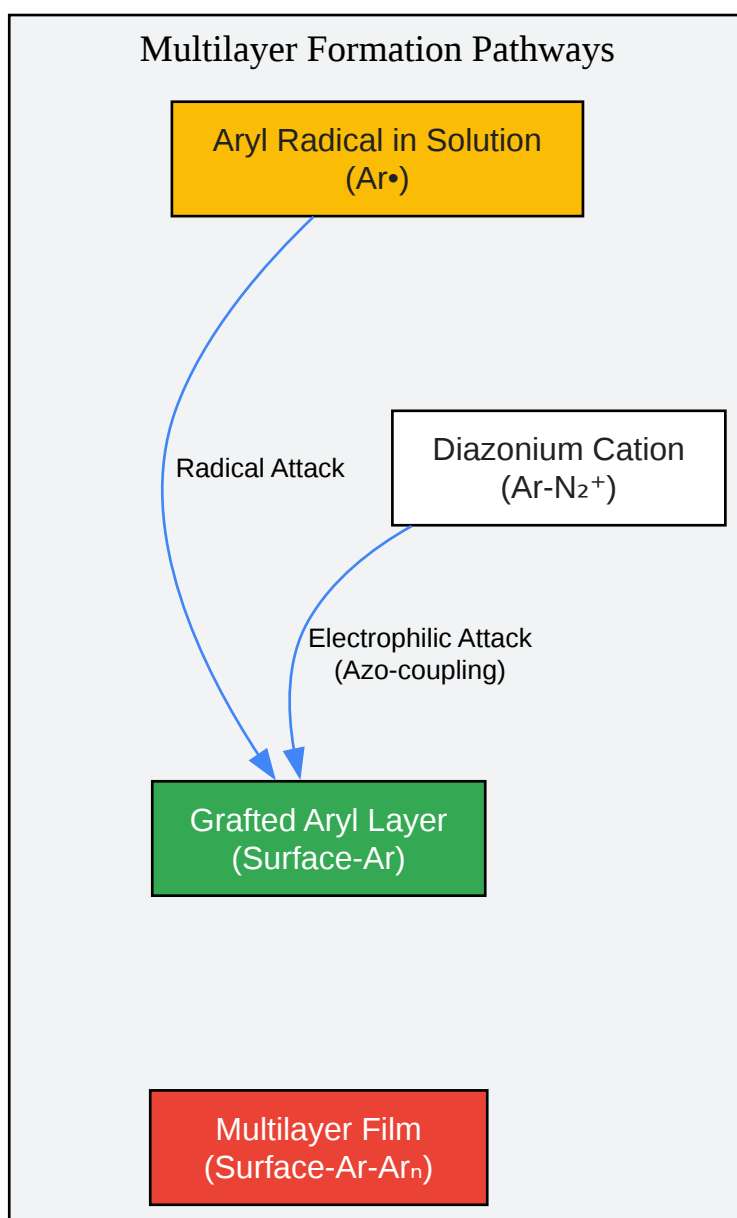 Multilayer Formation Pathways
Aryl Radical in Solution
(Ar•)
Diazonium Cation
(Ar-N₂⁺)
Radical Attack
Electrophilic Attack
(Azo-coupling)
Grafted Aryl Layer
(Surface-Ar)
Multilayer Film
(Surface-Ar-Arₙ)